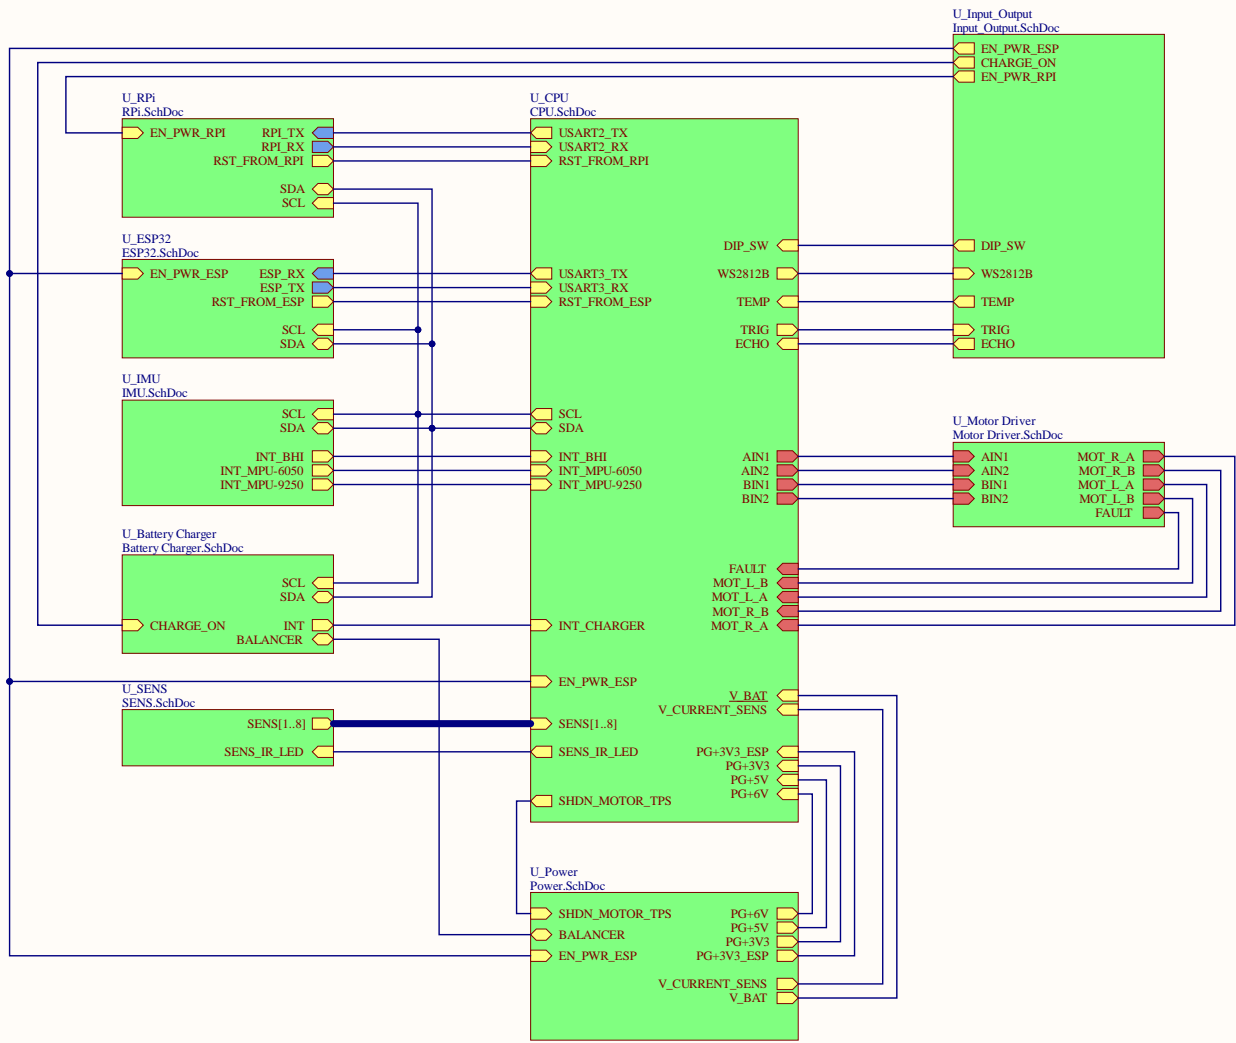 U_Input_Output
Input_Output.SchDoc
EN_PWR_ESP
CHARGE_ON
EN_PWR_RPI
DIP_SW
WS2812B
TEMP
TRIG
ECHO
U_RPi
RPi.SchDoc
EN_PWR_RPI RPI_TX
RPI_RX
RST_FROM_RPI
SDA
SCL
U_ESP32
ESP32.SchDoc
EN_PWR_ESP ESP_RX
ESP_TX
RST_FROM_ESP
SCL
SDA
U_IMU
IMU.SchDoc
SCL
SDA
INT_BHI
INT_MPU-6050
INT_MPU-9250
U_Battery Charger
Battery Charger.SchDoc
SCL
SDA
CHARGE_ON INT
BALANCER
U_SENS
SENS.SchDoc
SENS[1..8]
SENS_IR_LED
U_CPU
CPU.SchDoc
USART2_TX
USART2_RX
RST_FROM_RPI
DIP_SW
USART3_TX WS2812B
USART3_RX
RST_FROM_ESP TEMP
TRIG
ECHO
SCL
SDA
INT_BHI AIN1
INT_MPU-6050 AIN2
INT_MPU-9250 BIN1
BIN2
FAULT
MOT_L_B
MOT_L_A
MOT_R_B
INT_CHARGER MOT_R_A
EN_PWR_ESP
V_BAT
V_CURRENT_SENS
SENS[1..8]
SENS_IR_LED PG+3V3_ESP
PG+3V3
PG+5V
PG+6V
SHDN_MOTOR_TPS
U_Motor Driver
Motor Driver.SchDoc
AIN1 MOT_R_A
AIN2 MOT_R_B
BIN1 MOT_L_A
BIN2 MOT_L_B
FAULT
U_Power
Power.SchDoc
SHDN_MOTOR_TPS PG+6V
PG+5V
BALANCER
PG+3V3
EN_PWR_ESP PG+3V3_ESP
V_CURRENT_SENS
V_BAT